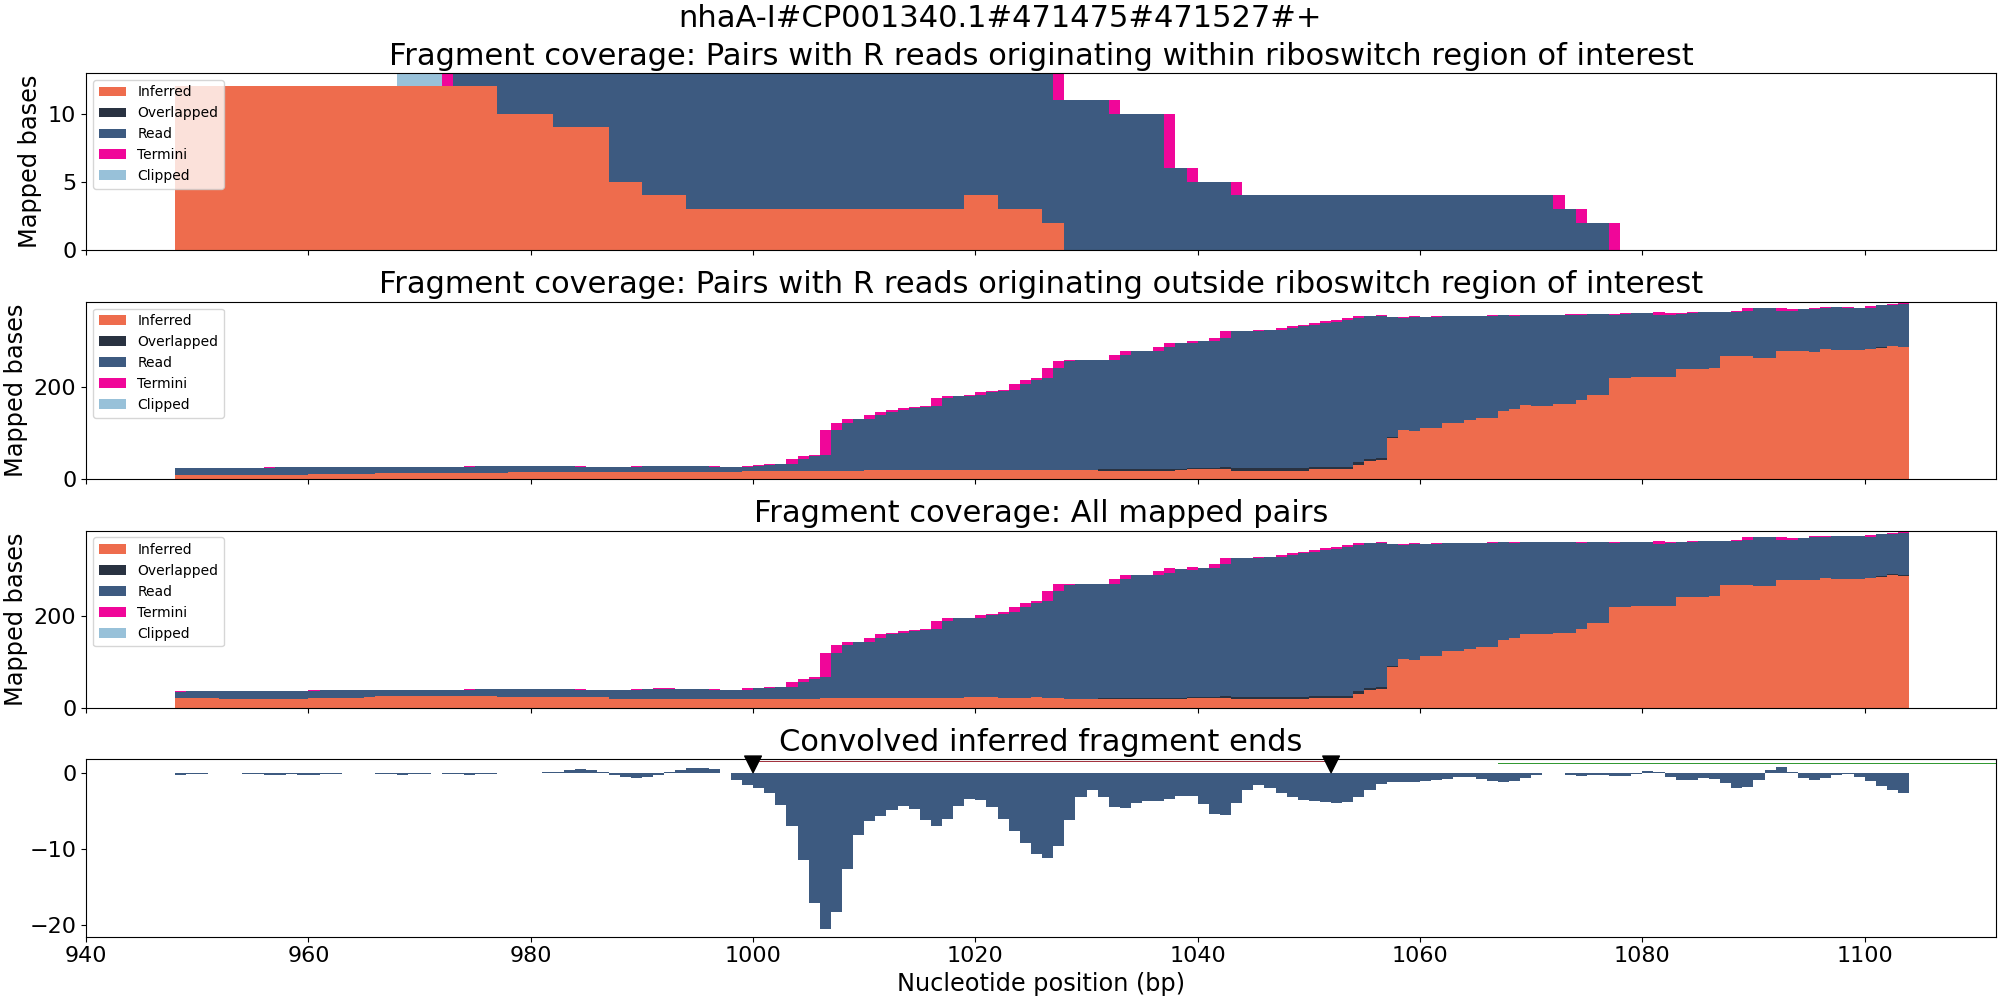 nhaA-I#CP001340.1#471475#471527#+
Fragment coverage: Pairs with R reads originating within riboswitch region of interest
Mapped bases
10
5
0
Inferred
Overlapped
Read
Termini
Clipped
Fragment coverage: Pairs with R reads originating outside riboswitch region of interest
Mapped bases
200
0
Inferred
Overlapped
Read
Termini
Clipped
Fragment coverage: All mapped pairs
Mapped bases
200
0
Inferred
Overlapped
Read
Termini
Clipped
Convolved inferred fragment ends
0
−10
−20
940 960 980 1000 1020 1040 1060 1080 1100
Nucleotide position (bp)